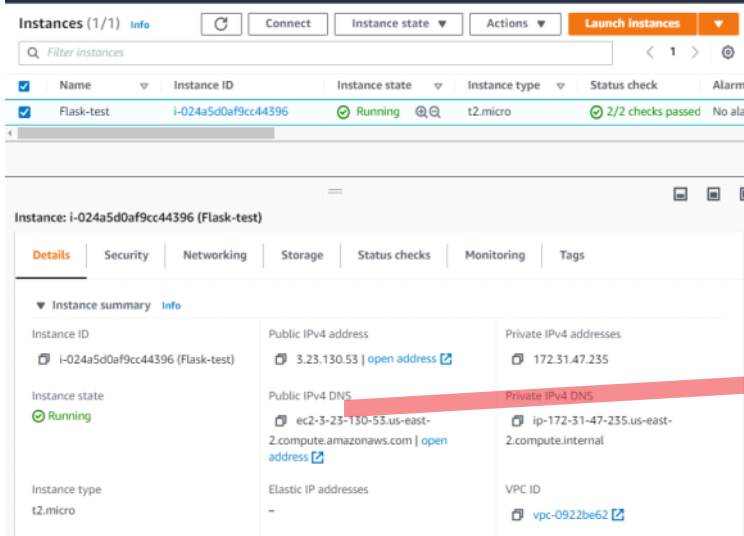 Instances (1/1) Info Connect Instance state Actions Launch instances
Filter instances 1
Name Instance ID Instance state Instance type Status check Alarm
Flask-test i-024a5d0af9cc44396 Running t2.micro 2/2 checks passed No ala
Instance: i-024a5d0af9cc44396 (Flask-test)
Details Security Networking Storage Status checks Monitoring Tags
Instance summary Info
Instance ID Public IPv4 address Private IPv4 addresses
i-024a5d0af9cc44396 (Flask-test) 3.23.130.53 | open address 172.31.47.235
Instance state Public IPv4 DNS Private IPv4 DNS
Running ec2-3-23-130-53.us-east- ip-172-31-47-235.us-east-
2.compute.amazonaws.com | open 2.compute.internal
address
Instance type Elastic IP addresses VPC ID
t2.micro – vpc-0922be62